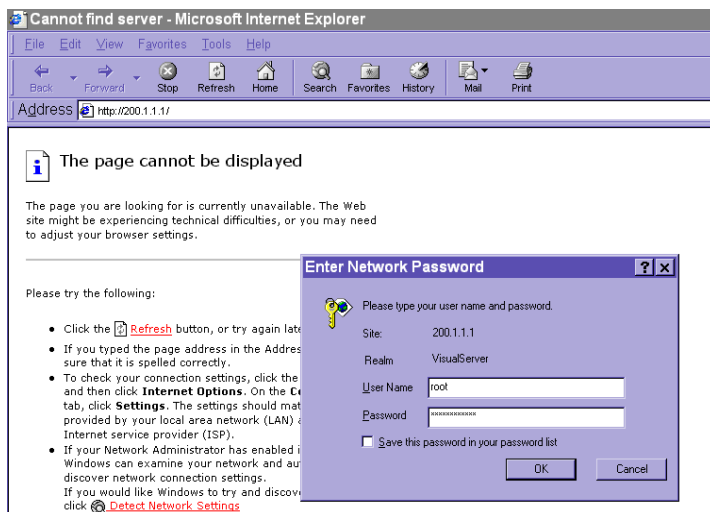 Cannot find server - Microsoft Internet Explorer
File Edit View Favorites Tools Help
Back Forward Stop Refresh Home Search Favorites History Mail Print
Address http://200.1.1.1/
The page cannot be displayed
The page you are looking for is currently unavailable. The Web
site might be experiencing technical difficulties, or you may need
to adjust your browser settings.
Please try the following:
Click the Refresh button, or try again late
If you typed the page address in the Addres
sure that it is spelled correctly.
To check your connection settings, click the
and then click Internet Options. On the Co
tab, click Settings. The settings should mat
provided by your local area network (LAN) a
Internet service provider (ISP).
If your Network Administrator has enabled i
Windows can examine your network and au
discover network connection settings.
If you would like Windows to try and discov
click Detect Network Settings
Enter Network Password
Please type your user name and password.
Site: 200.1.1.1
Realm VisualServer
User Name root
Password ************
Save this password in your password list
OK Cancel